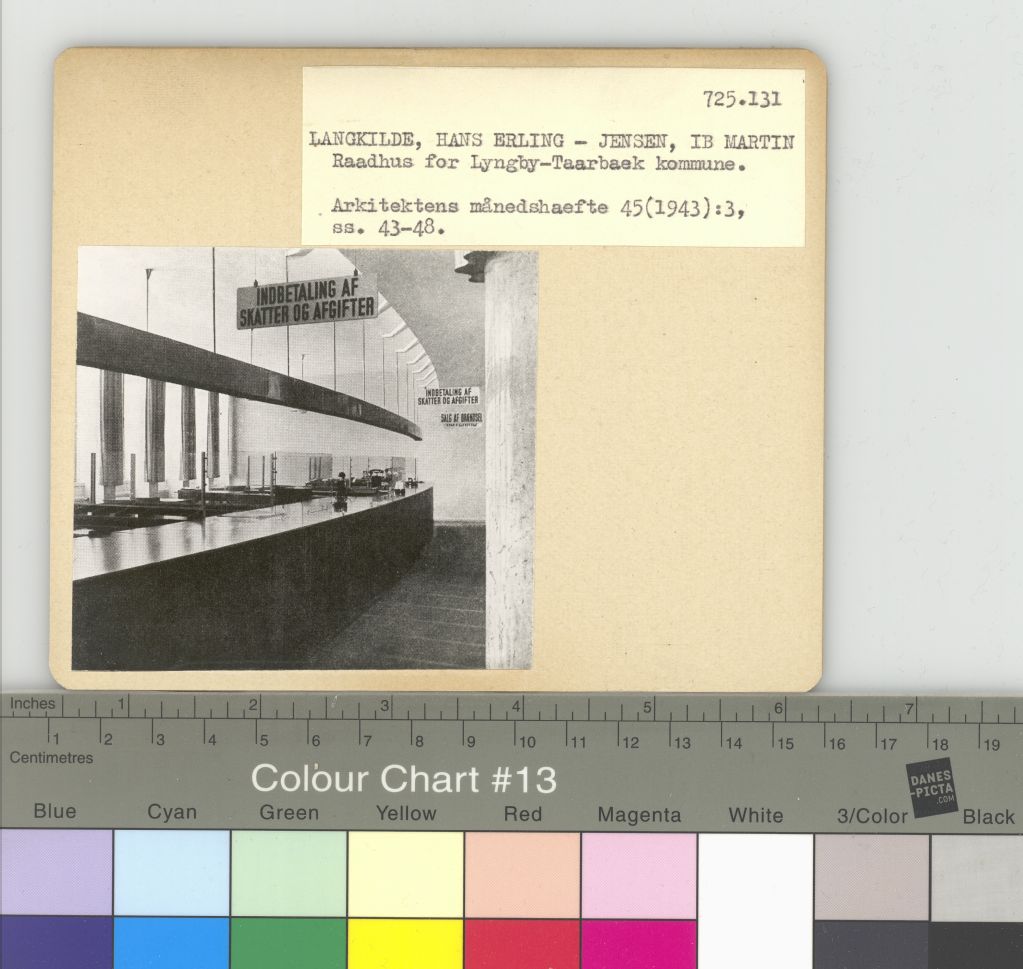 725.131
LANGKILDE, HANS ERLING - JENSEN, IB MARTIN
Raadhus for Lyngby-Taarbaek kommune.
Arkitektens månedshaefte 45(1943):3,
ss. 43-48.
INDBETALING AF
SKATTER OG AFGIFTER
INDBETALING AF
SKATTER OG AFGIFTER
SALG AF BRÆNDSEL
Inches 1 2 3 4 5 6 7
1 2 3 4 5 6 7 8 9 10 11 12 13 14 15 16 17 18 19
Centimetres
Colour Chart #13
DANES
-PICTA
.COM
Blue Cyan Green Yellow Red Magenta White 3/Color Black